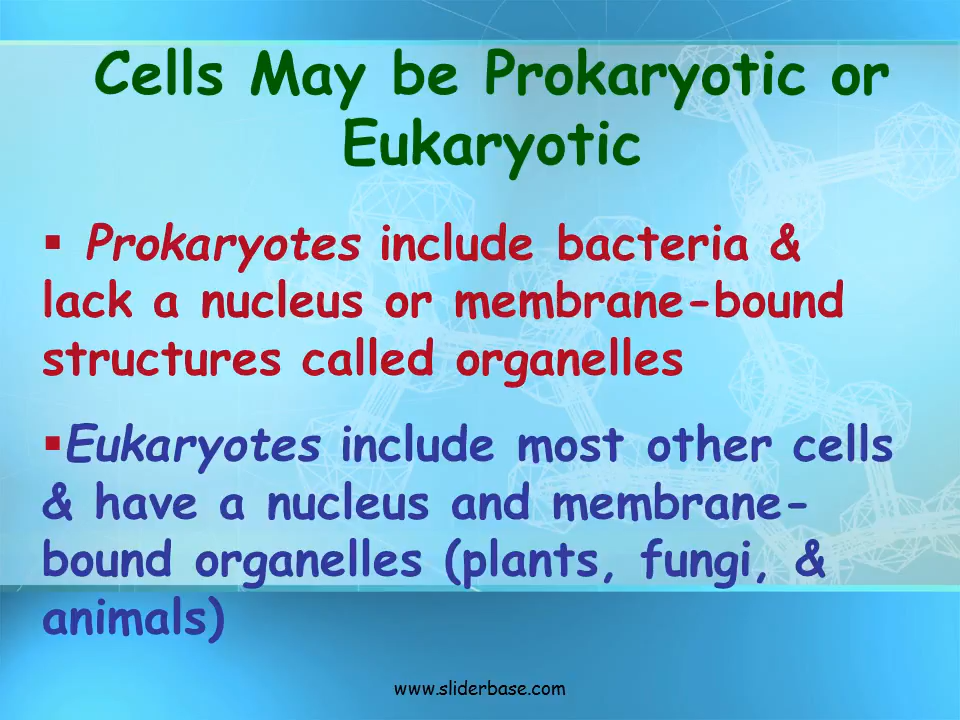 Cells May be Prokaryotic or
Eukaryotic
▪ Prokaryotes include bacteria &
lack a nucleus or membrane-bound
structures called organelles
▪Eukaryotes include most other cells
& have a nucleus and membrane-
bound organelles (plants, fungi, &
animals)
www.sliderbase.com